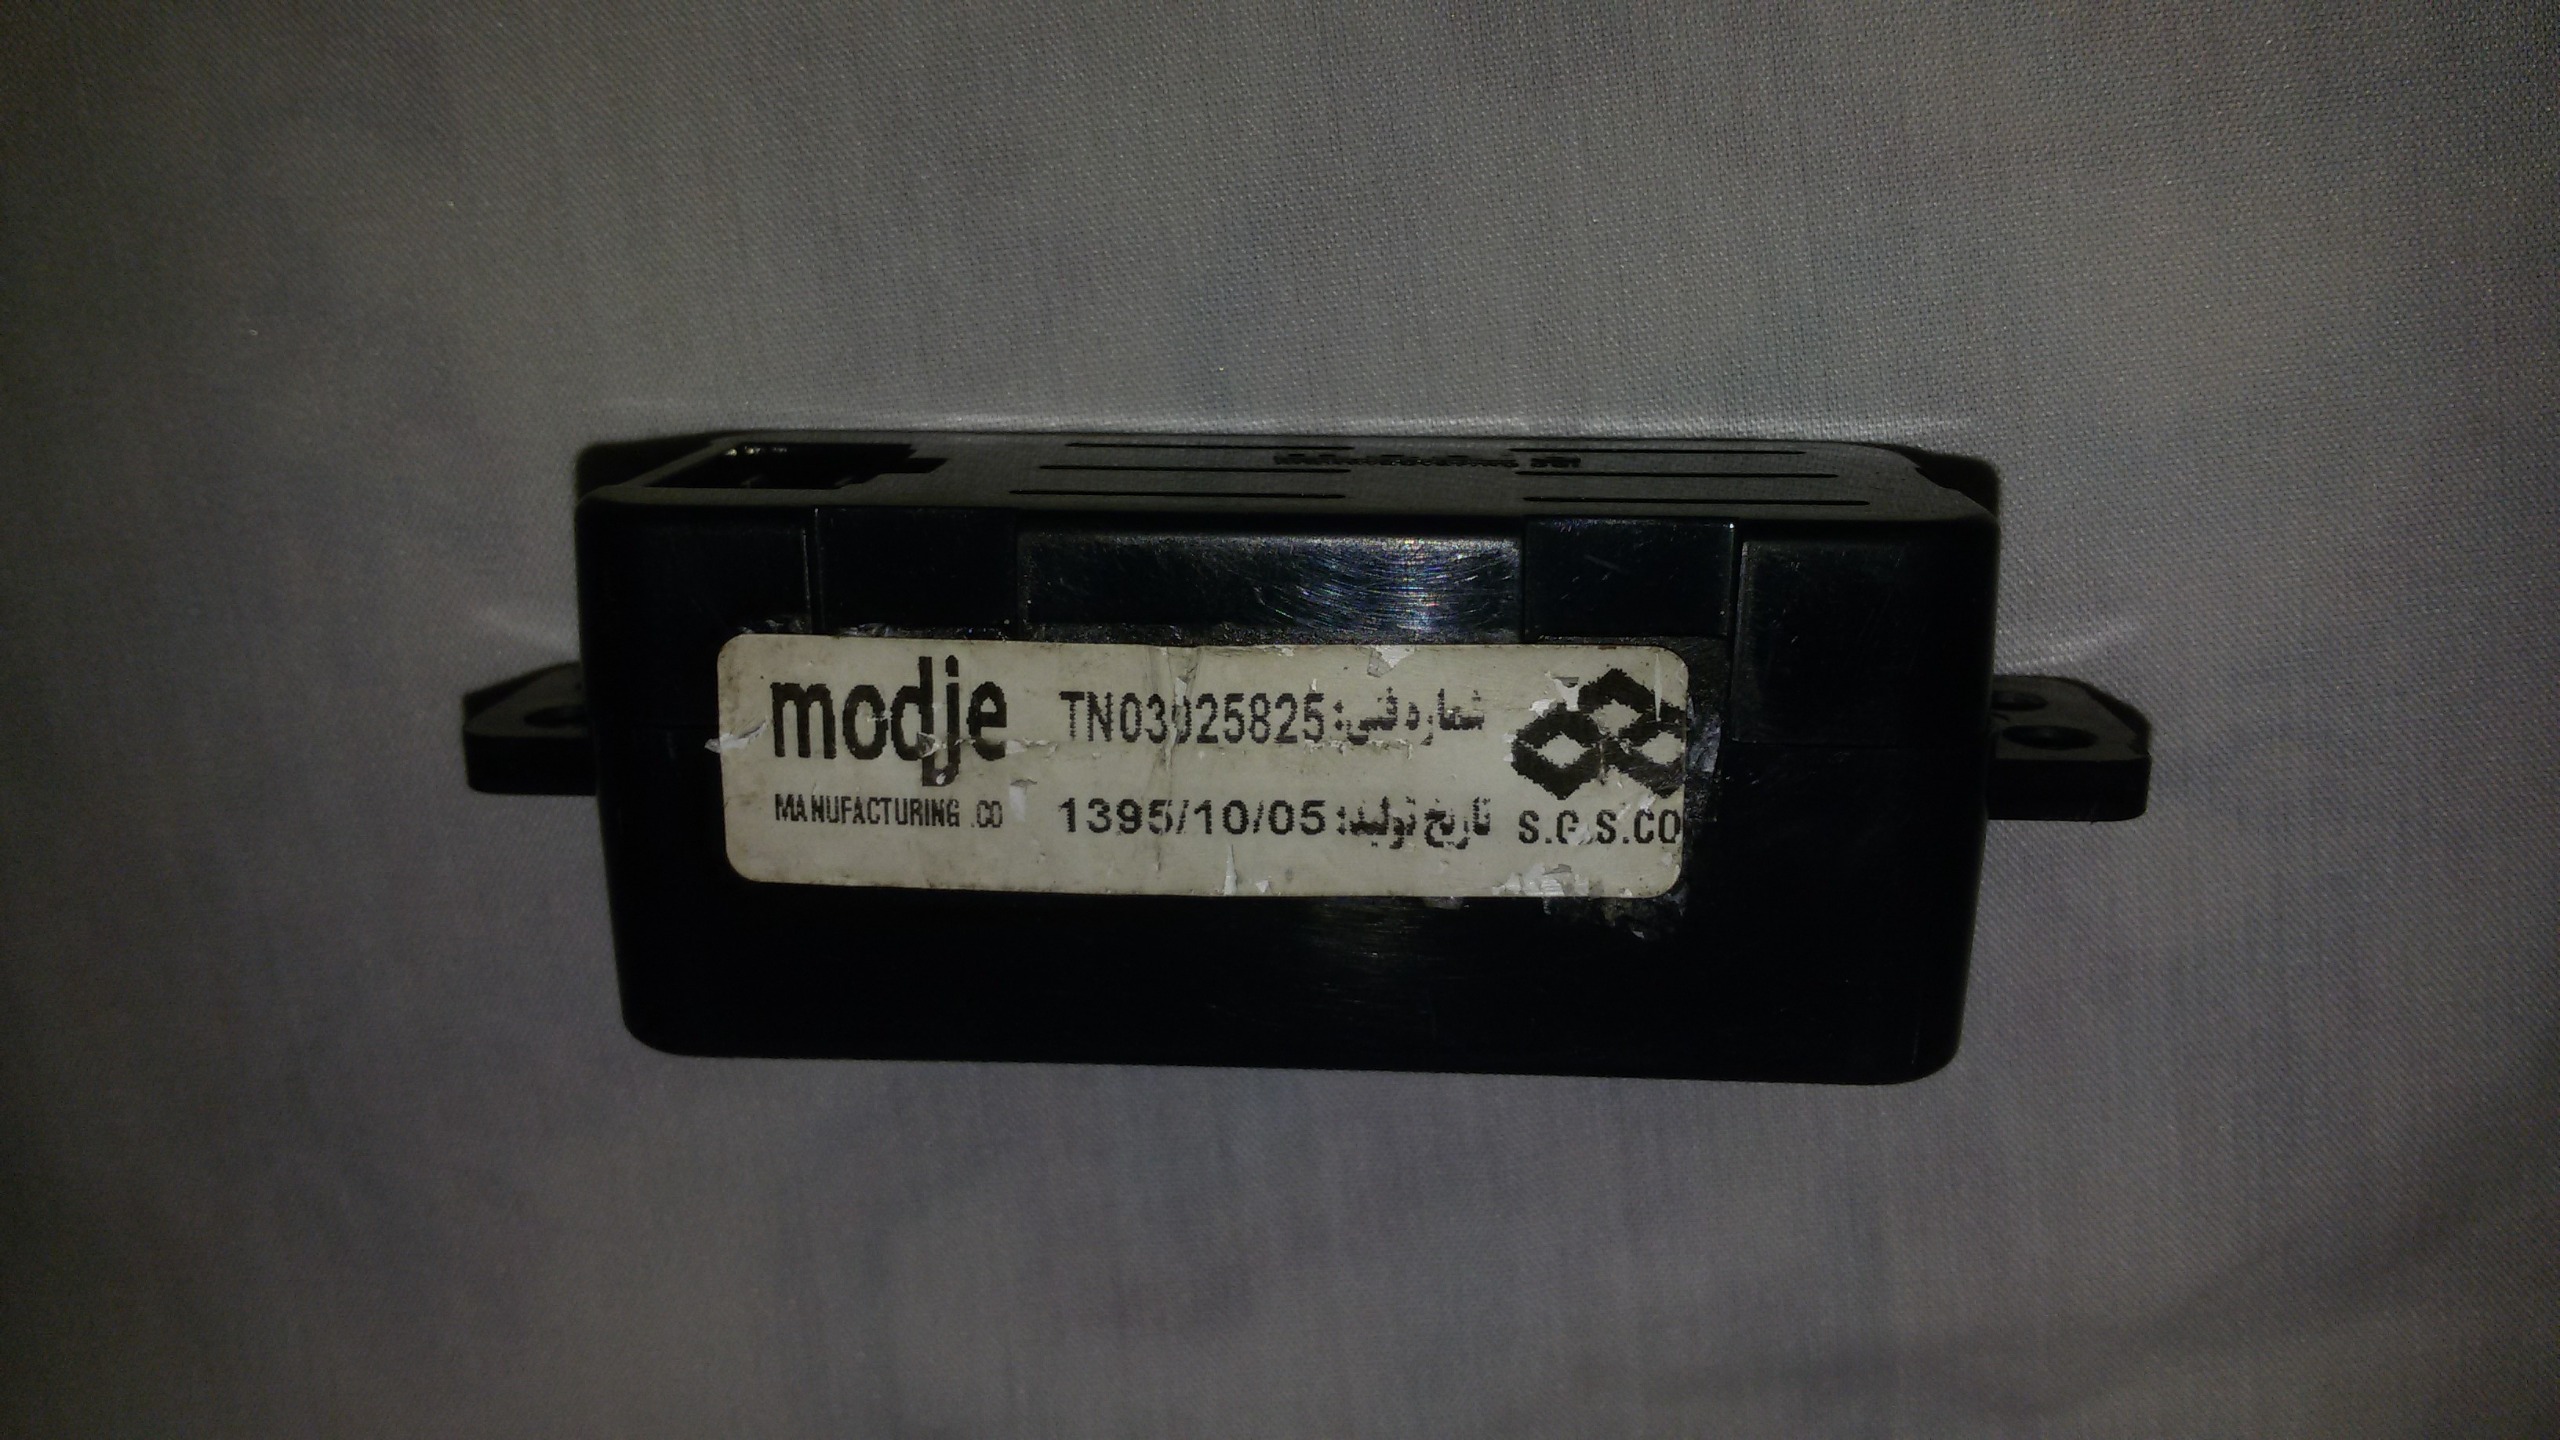 modje
MANUFACTURING .CO
شماره فنی: TN03025825
تاریخ تولید: 1395/10/05
S.G.S.CO